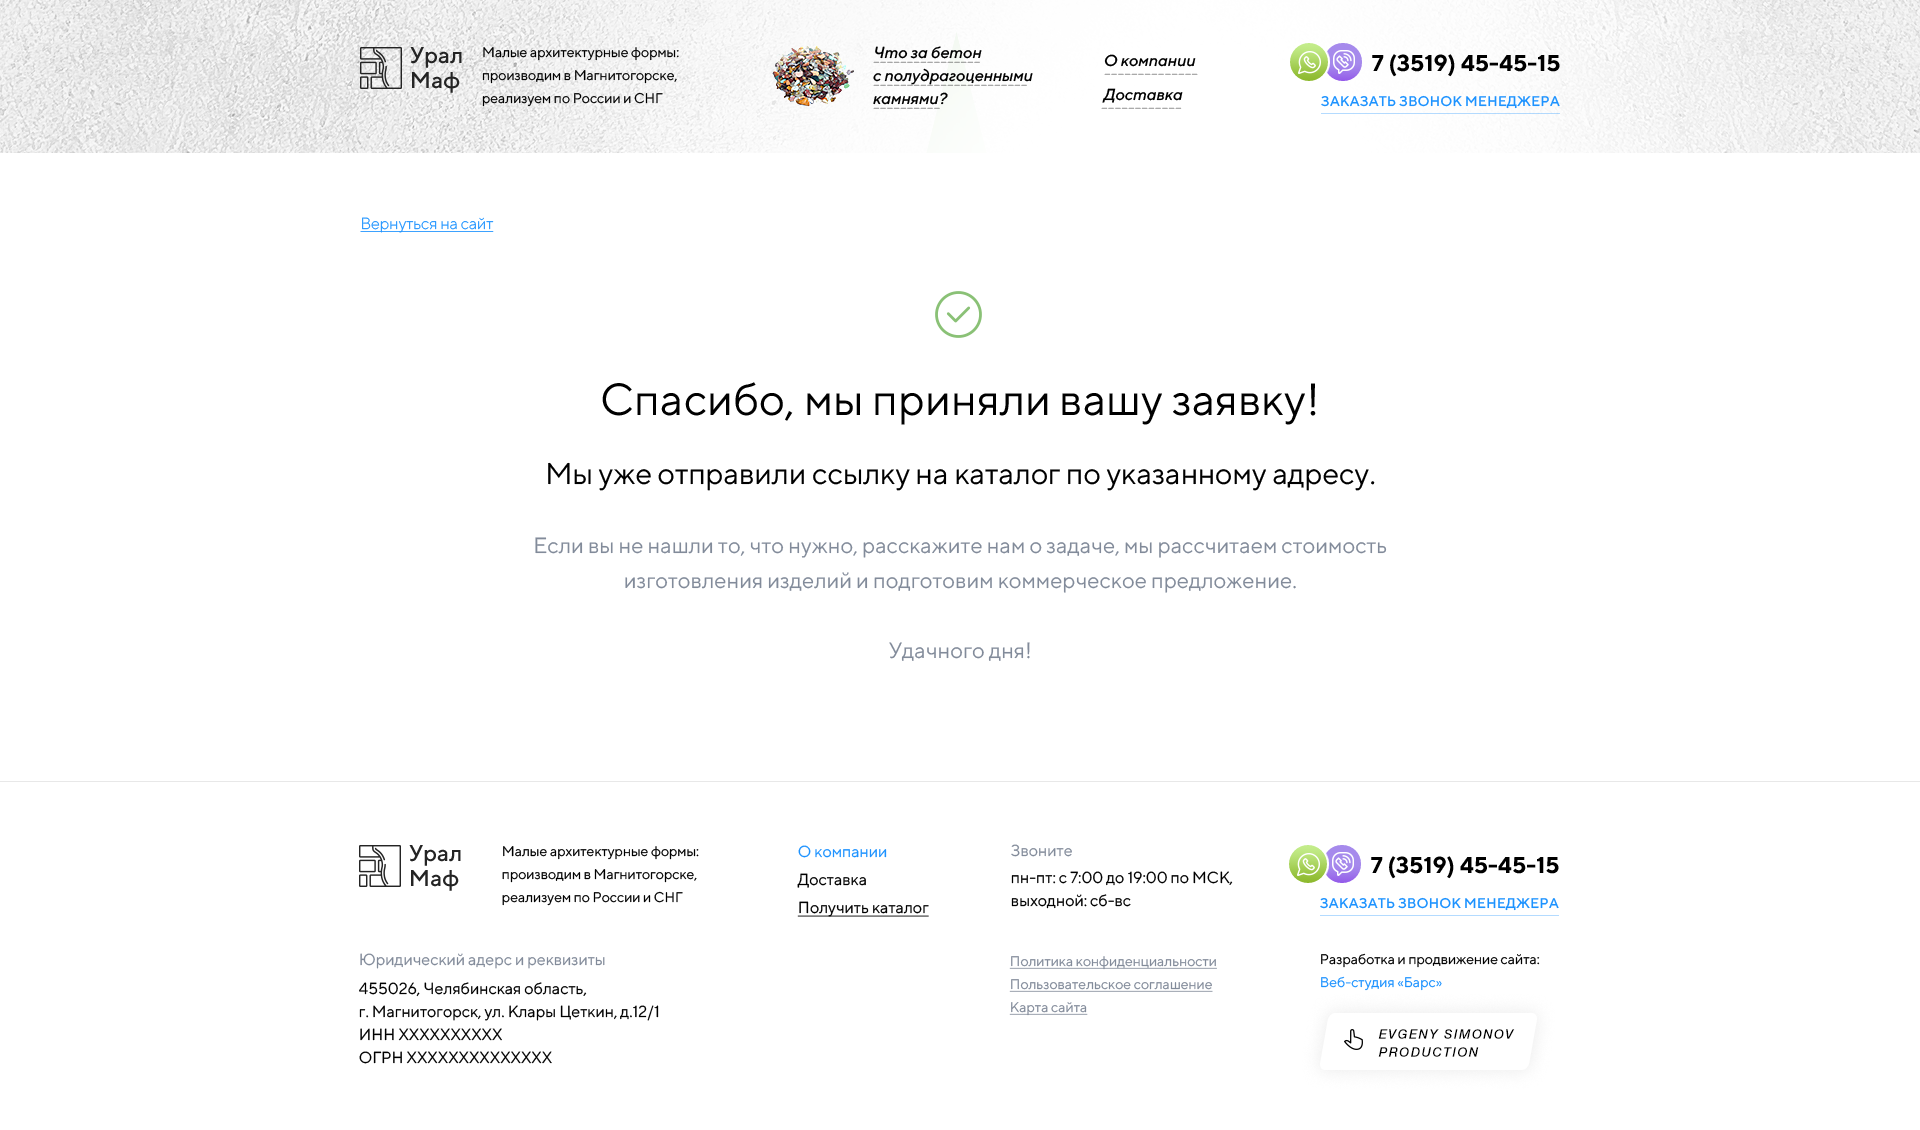 Урал
Маф
Малые архитектурные формы:
производим в Магнитогорске,
реализуем по России и СНГ
Что за бетон
с полудрагоценными
камнями?
О компании
Доставка
7 (3519) 45-45-15
ЗАКАЗАТЬ ЗВОНОК МЕНЕДЖЕРА
Вернуться на сайт
Спасибо, мы приняли вашу заявку!
Мы уже отправили ссылку на каталог по указанному адресу.
Если вы не нашли то, что нужно, расскажите нам о задаче, мы рассчитаем стоимость
изготовления изделий и подготовим коммерческое предложение.
Удачного дня!
Урал
Маф
Малые архитектурные формы:
производим в Магнитогорске,
реализуем по России и СНГ
О компании
Доставка
Получить каталог
Звоните
пн-пт: с 7:00 до 19:00 по МСК,
выходной: сб-вс
7 (3519) 45-45-15
ЗАКАЗАТЬ ЗВОНОК МЕНЕДЖЕРА
Юридический адерс и реквизиты
455026, Челябинская область,
г. Магнитогорск, ул. Клары Цеткин, д.12/1
ИНН XXXXXXXXXX
ОГРН XXXXXXXXXXXXXX
Политика конфиденциальности
Пользовательское соглашение
Карта сайта
Разработка и продвижение сайта:
Веб-студия «Барс»
EVGENY SIMONOV
PRODUCTION